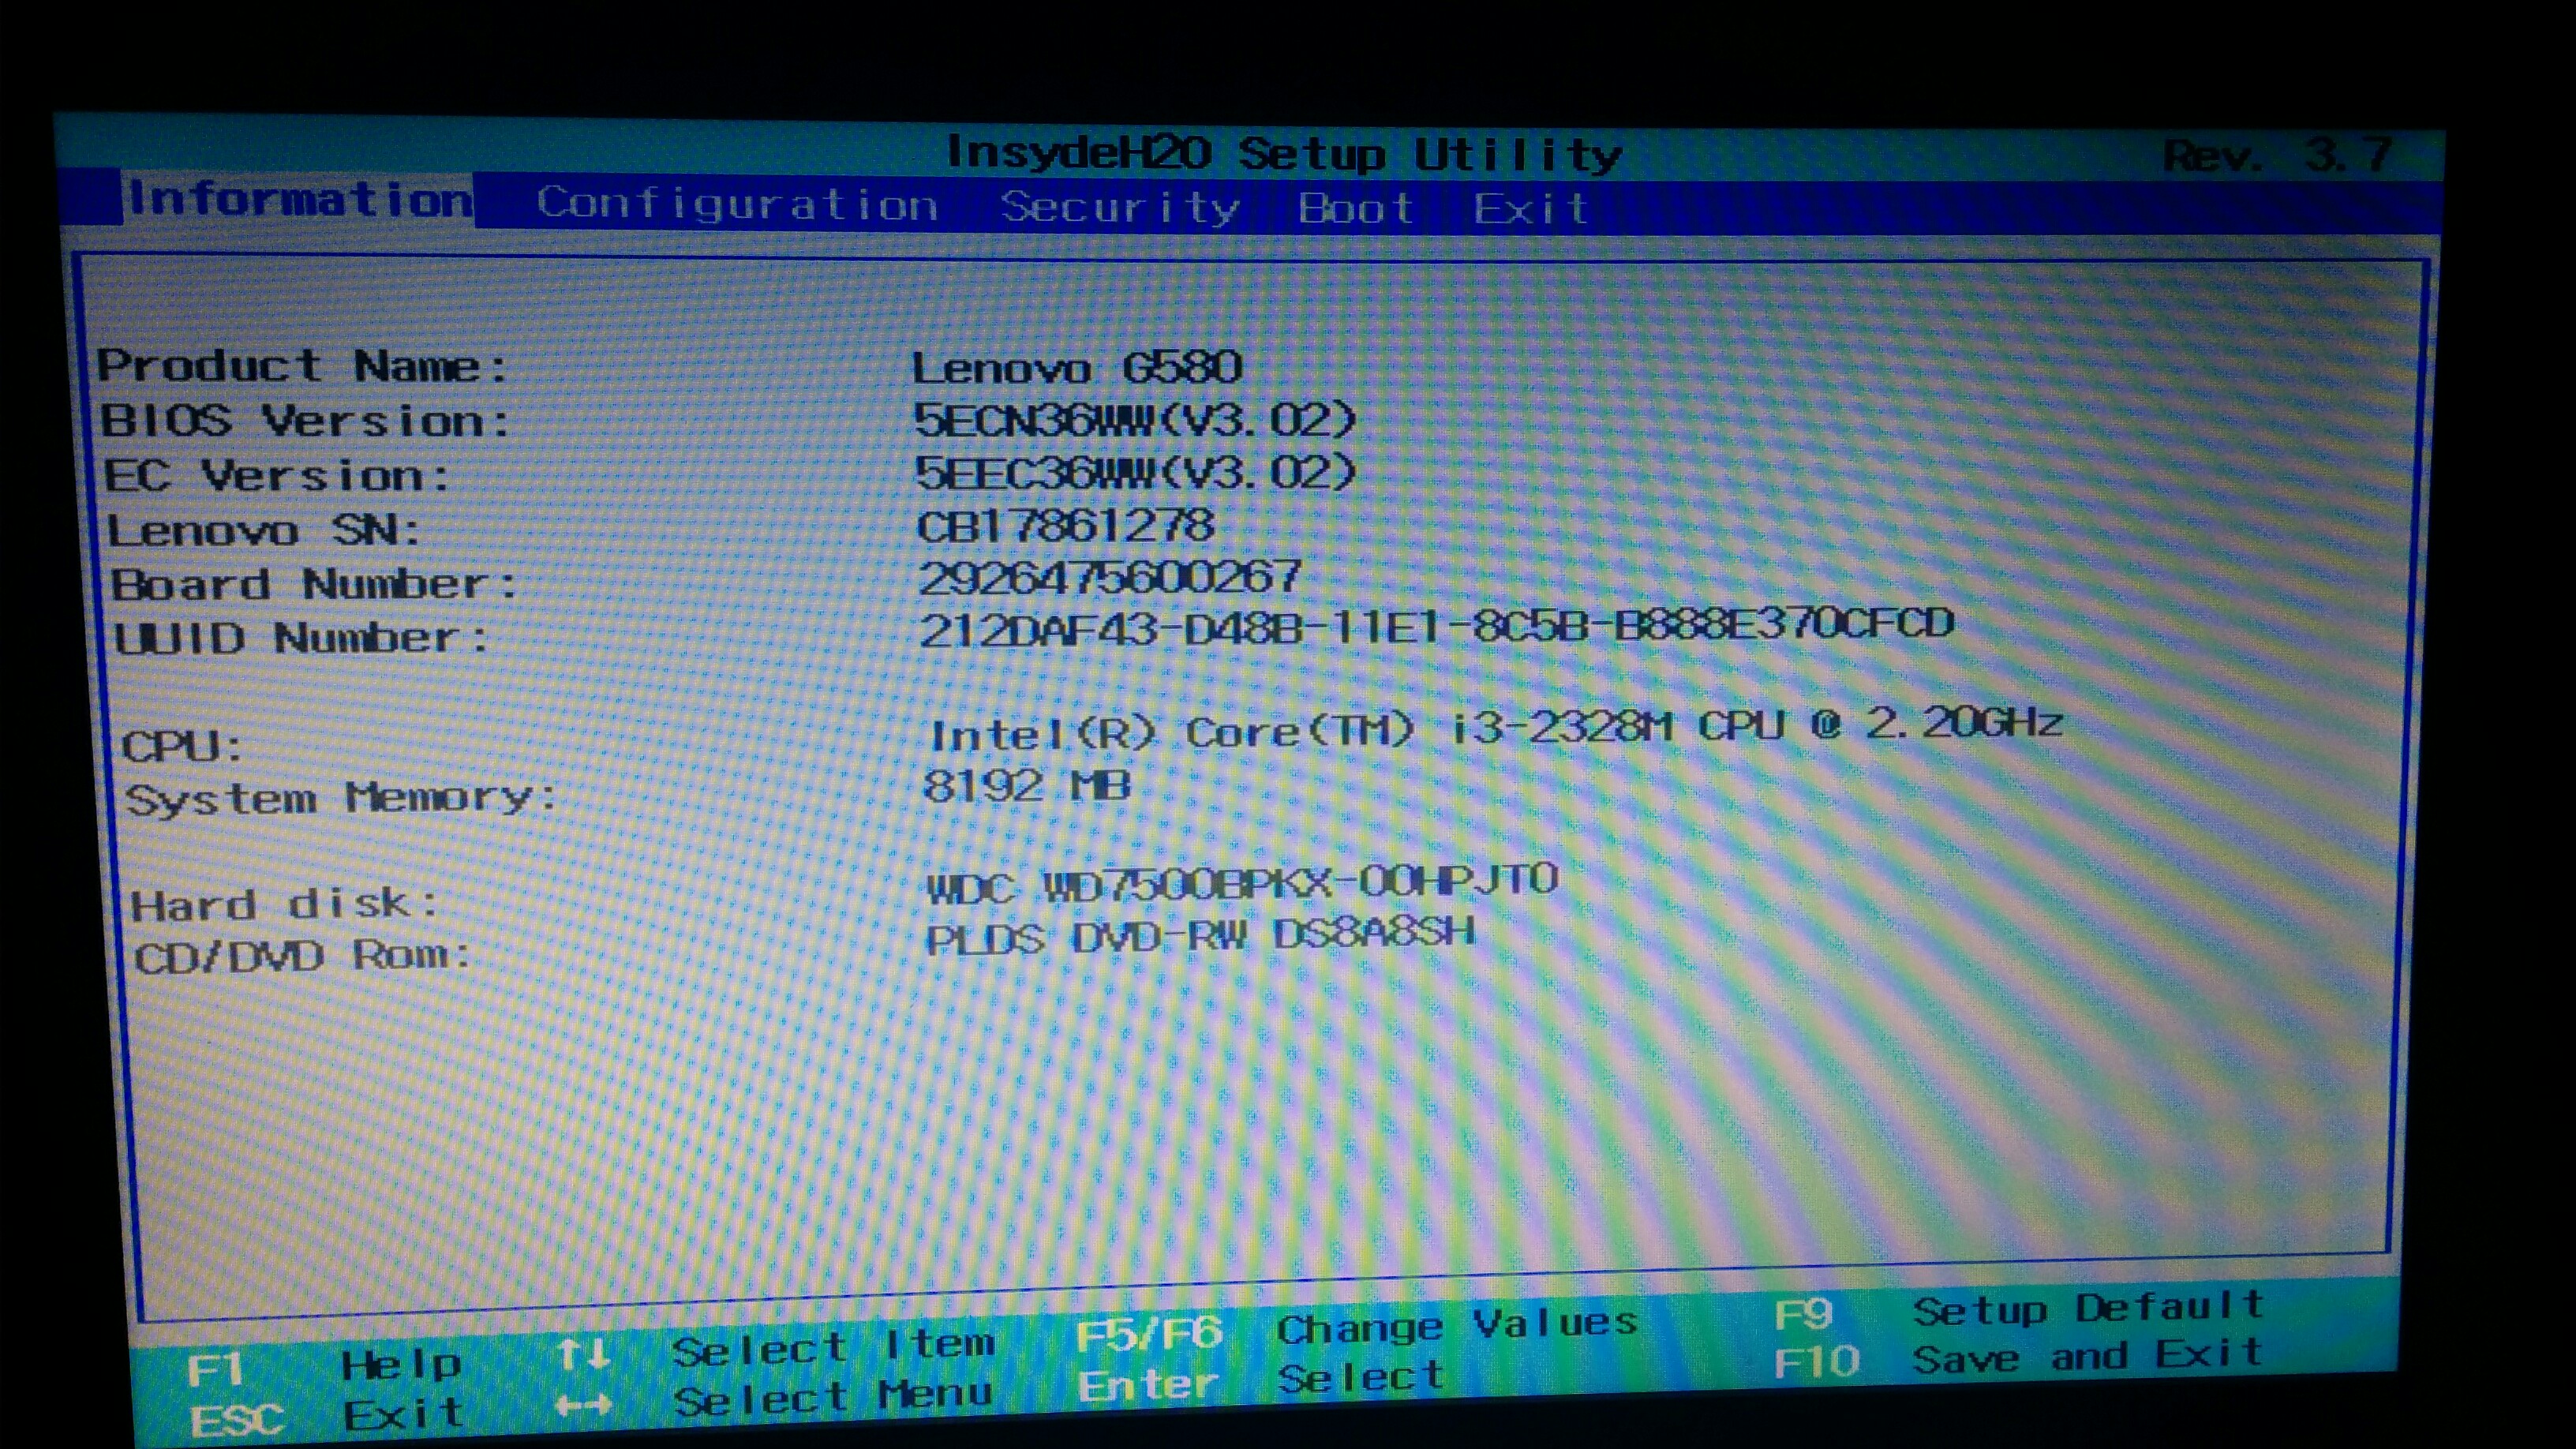 InsydeH2O Setup Utility Rev. 3.7
Information Configuration Security Boot Exit
Product Name: Lenovo G580
BIOS Version: 5ECN36WW(V3.02)
EC Version: 5EEC36WW(V3.02)
Lenovo SN: CB17861278
Board Number: 2926475600267
UUID Number: 212DAF43-D48B-11E1-8C5B-B888E370CFCD
CPU: Intel(R) Core(TM) i3-2328M CPU @ 2.20GHz
System Memory: 8192 MB
Hard disk: WDC WD7500BPKX-00HPJT0
CD/DVD Rom: PLDS DVD-RW DS8A8SH
F1 Help ↑↓ Select Item F5/F6 Change Values F9 Setup Default
ESC Exit ←→ Select Menu Enter Select F10 Save and Exit